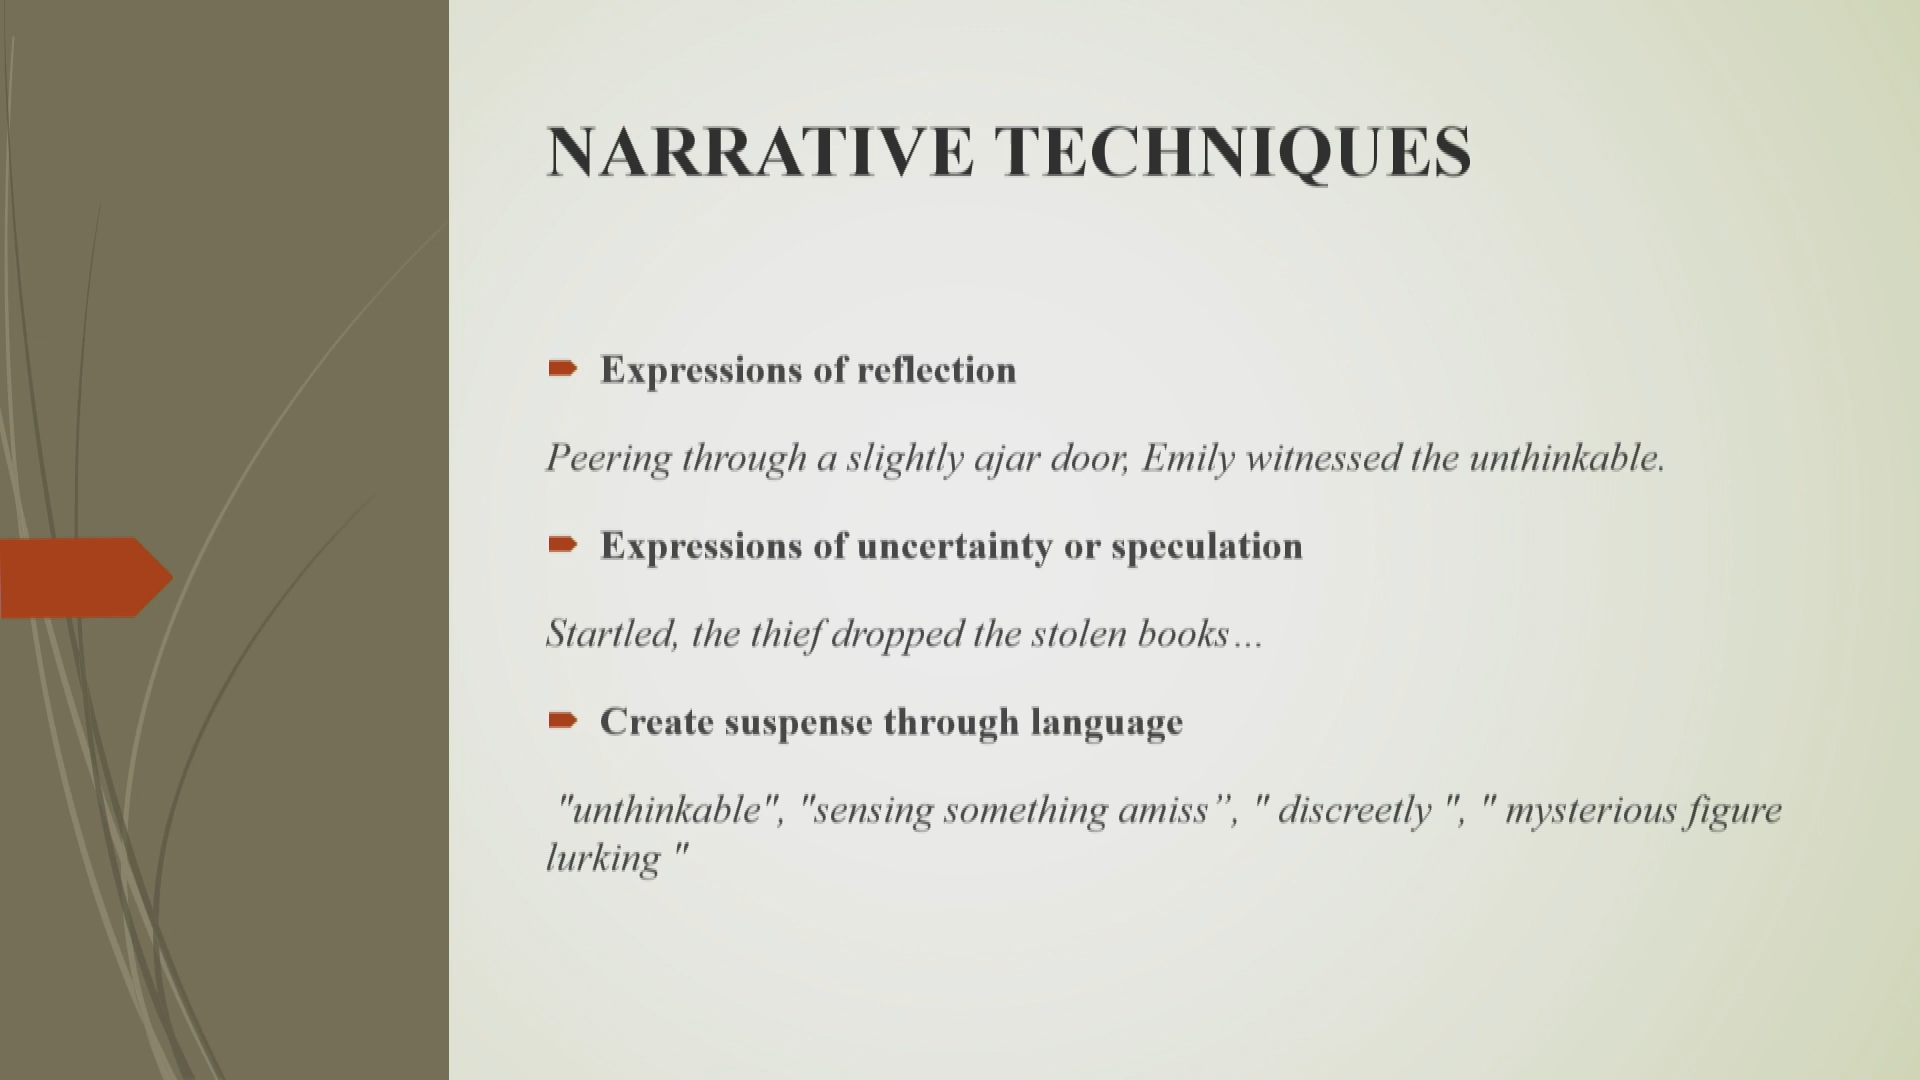 NARRATIVE TECHNIQUES
Expressions of reflection
Peering through a slightly ajar door, Emily witnessed the unthinkable.
Expressions of uncertainty or speculation
Startled, the thief dropped the stolen books…
Create suspense through language
"unthinkable", "sensing something amiss”, " discreetly ", " mysterious figure
lurking "